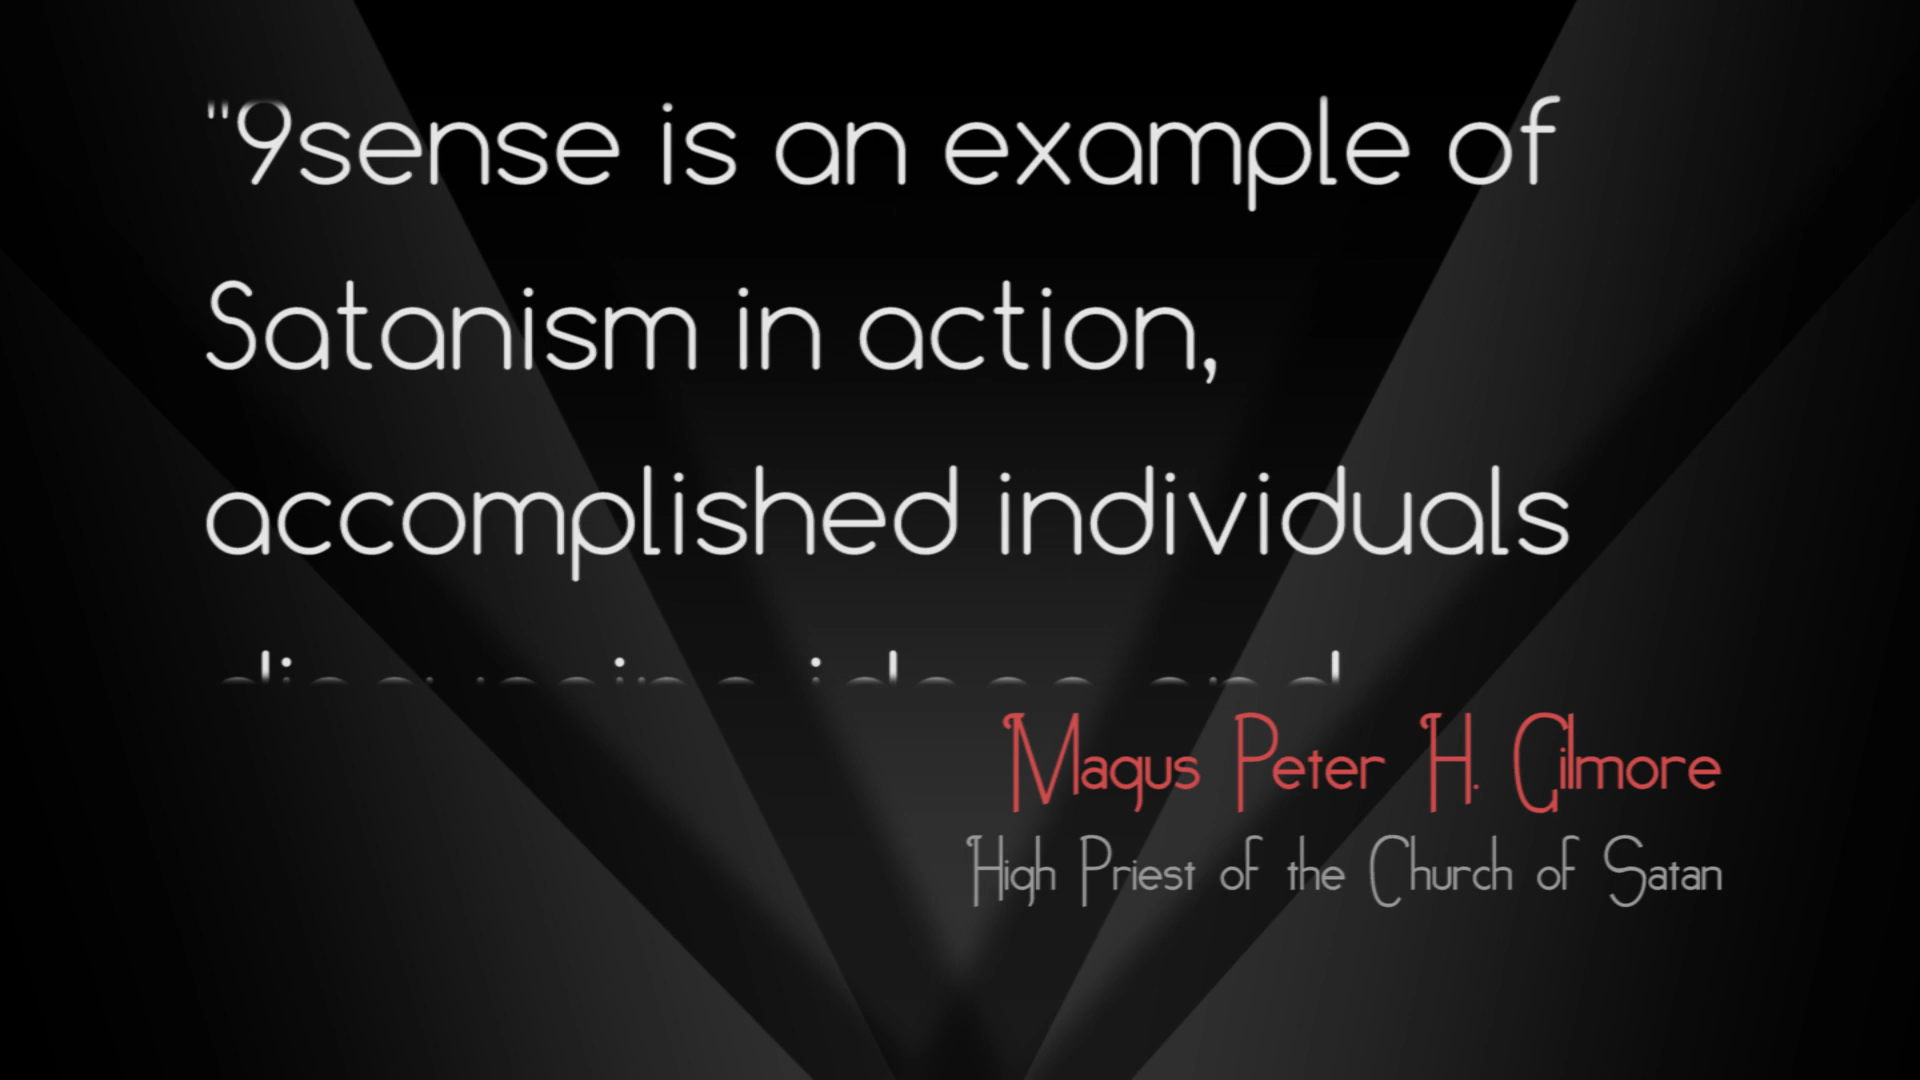 "9sense is an example of
Satanism in action,
accomplished individuals
Magus Peter H. Gilmore
High Priest of the Church of Satan